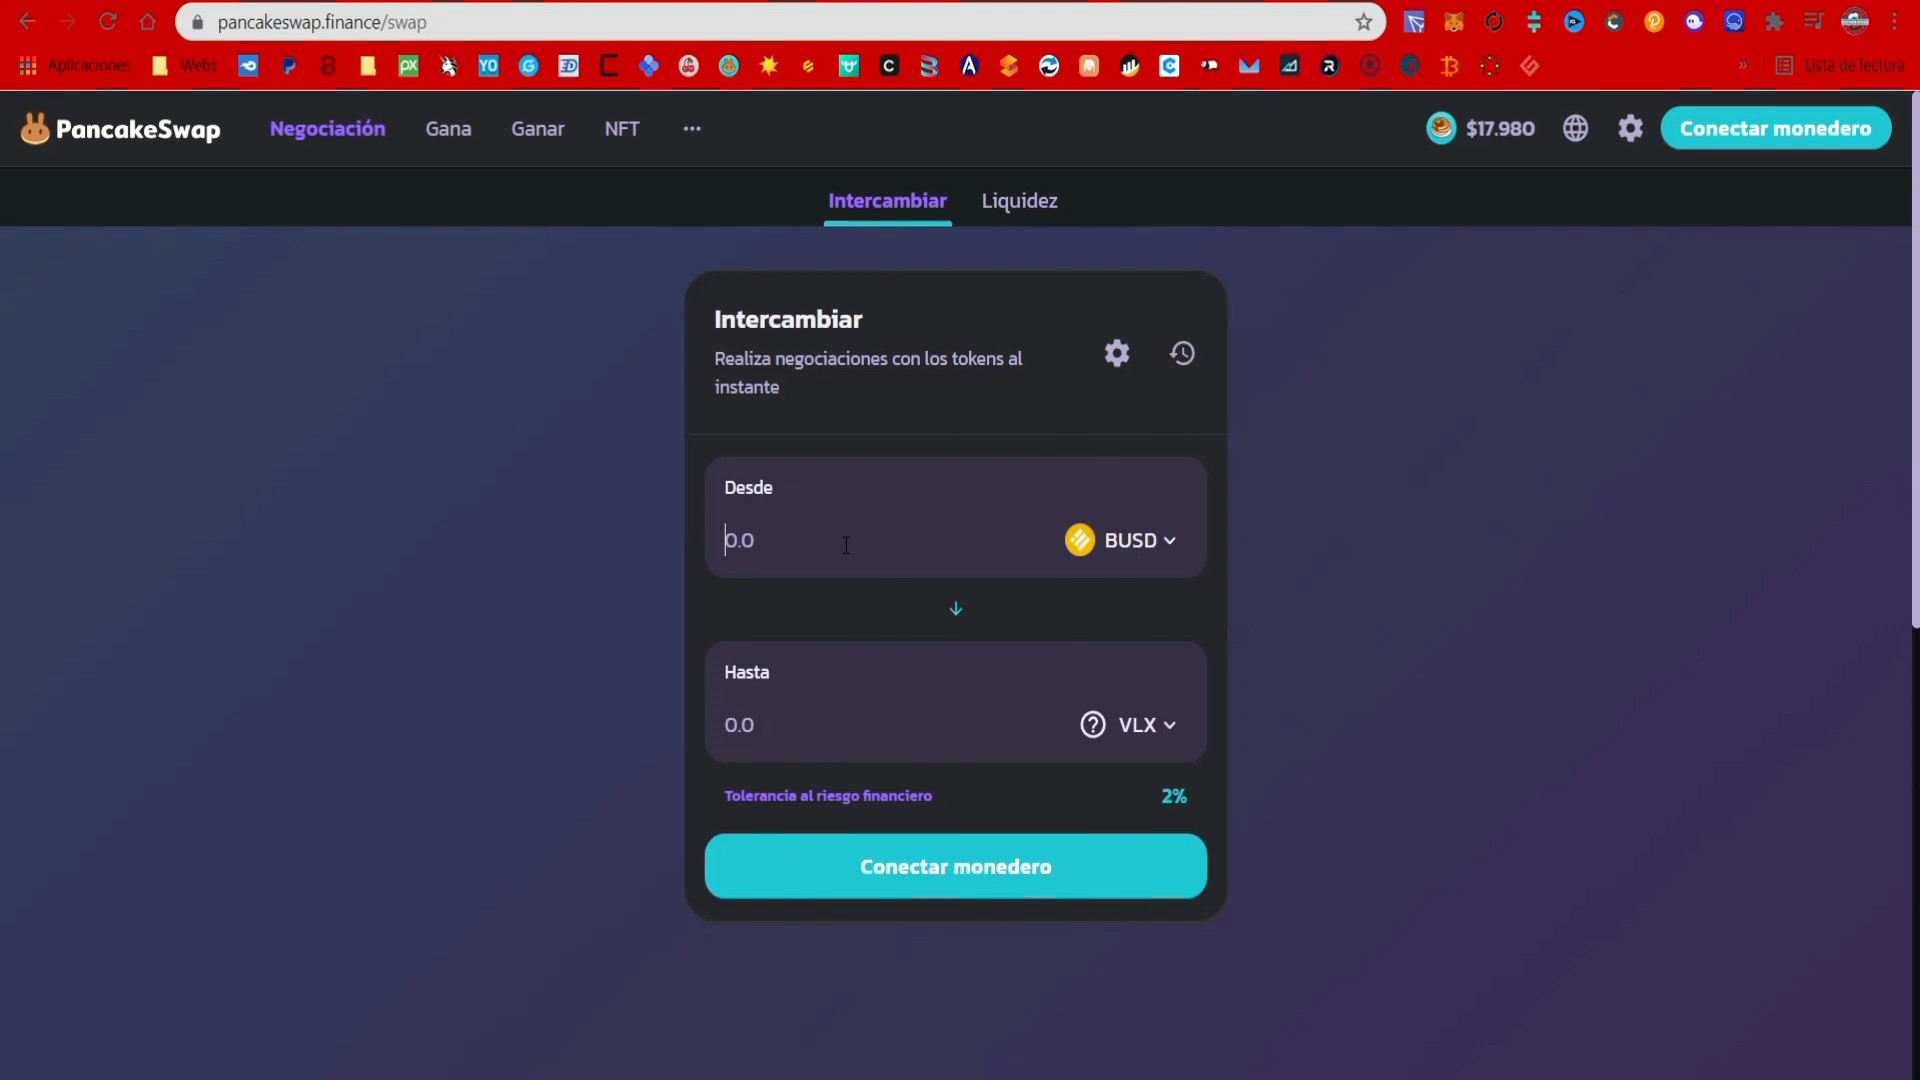 pancakeswap.finance/swap
Aplicaciones Webs Lista de lectura
PancakeSwap Negociación Gana Ganar NFT ... $17.980 Conectar monedero
Intercambiar Liquidez
Intercambiar
Realiza negociaciones con los tokens al
instante
Desde
0.0 BUSD
Hasta
0.0 VLX
Tolerancia al riesgo financiero 2%
Conectar monedero